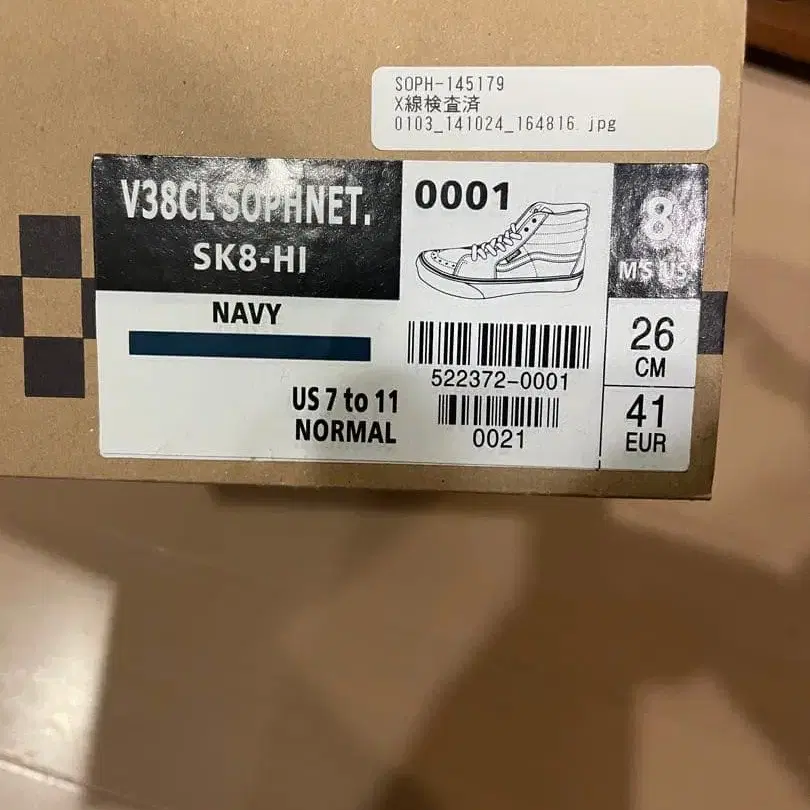 SOPH-145179
X線検査済
0103_141024_164816.jpg
V38CL SOPHNET.
SK8-HI
0001
8
M'S US
NAVY
26
CM
522372-0001
US 7 to 11
NORMAL
0021
41
EUR